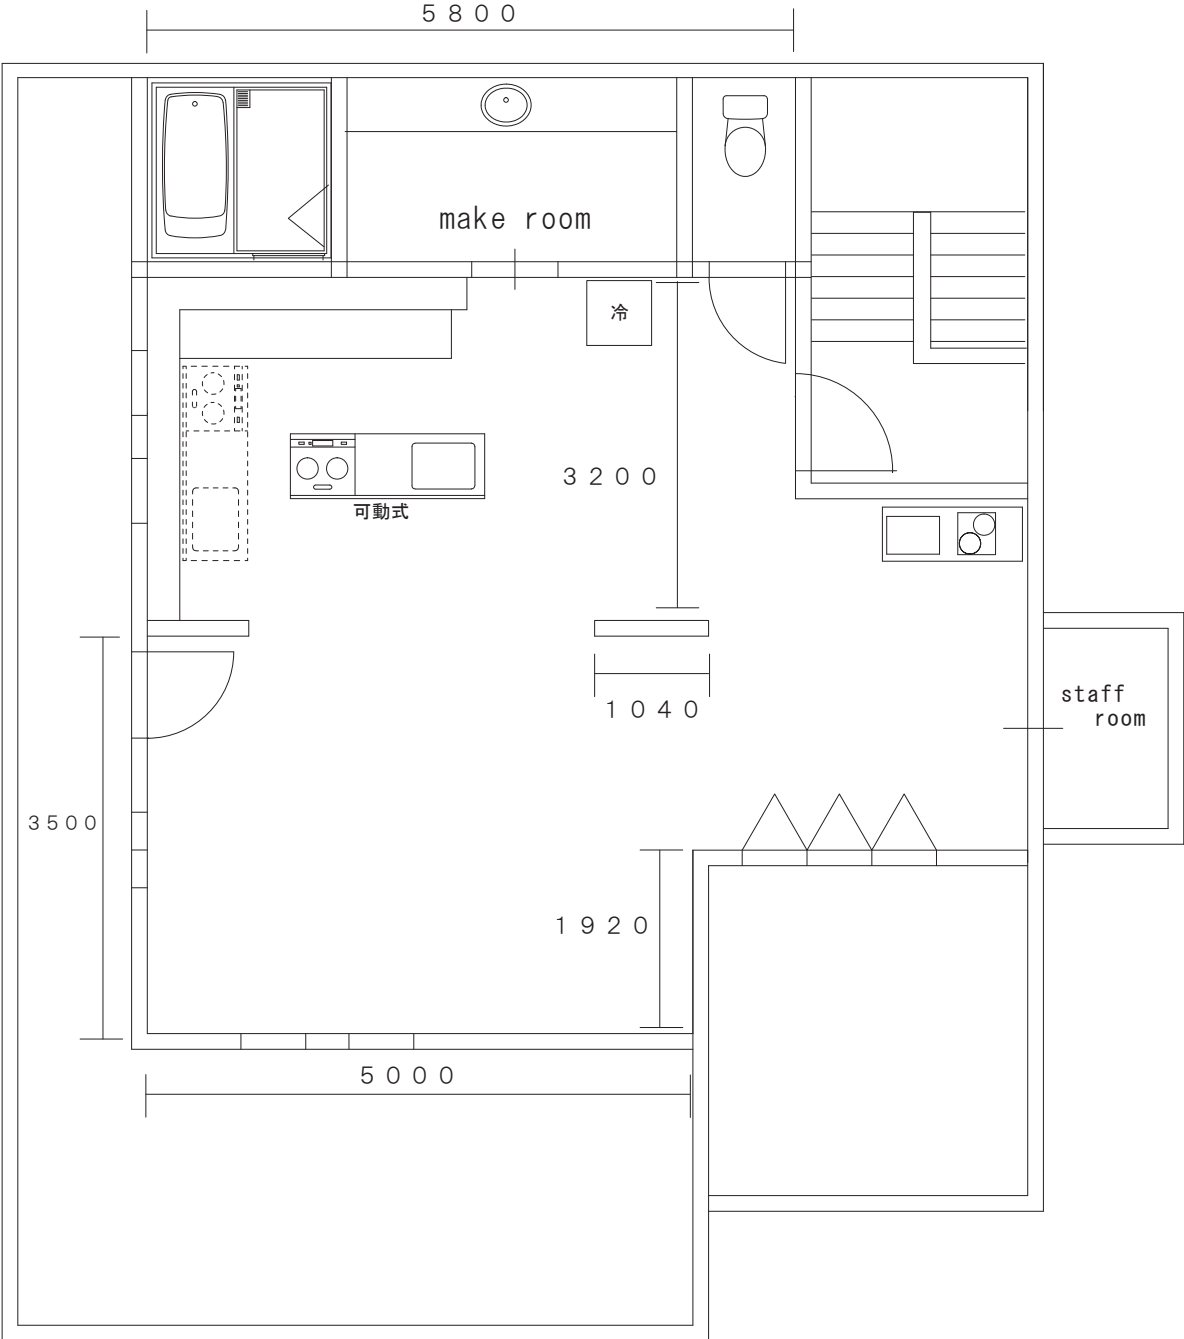 ５８００
make room
冷
３２００
可動式
staff
room
１０４０
３５００
１９２０
５０００